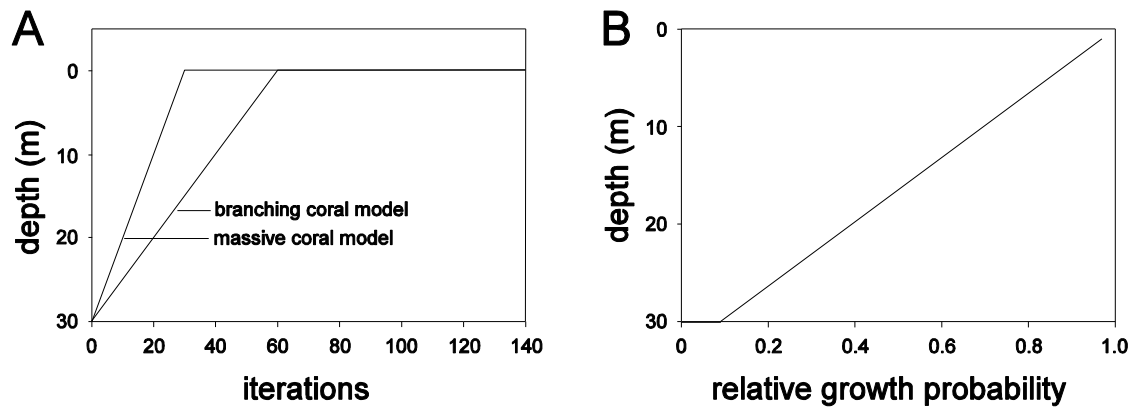 A
depth (m)
0
10
20
30
branching coral model
massive coral model
0 20 40 60 80 100 120 140
iterations
B
depth (m)
0
10
20
30
0 0.2 0.4 0.6 0.8 1.0
relative growth probability